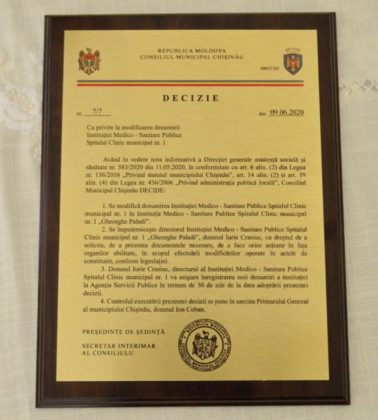 REPUBLICA MOLDOVA
CONSILIUL MUNICIPAL CHIȘINĂU
DECIZIE
nr. 7/7 din 09.06.2020
Cu privire la modificarea denumirii
Instituției Medico - Sanitare Publice
Spitalul Clinic municipal nr. 1
Având în vedere nota informativă a Direcției generale asistență socială și
sănătate nr. 583/2020 din 11.05.2020, în conformitate cu art. 6 alin. (2) din Legea
nr. 136/2016 „Privind statutul municipiului Chișinău”, art. 14 alin. (2) și art. 39
alin. (4) din Legea nr. 436/2006 „Privind administrația publică locală”, Consiliul
Municipal Chișinău DECIDE:
1. Se modifică denumirea Instituției Medico - Sanitare Publice Spitalul Clinic
municipal nr. 1 în Instituția Medico - Sanitară Publică Spitalul Clinic municipal
nr. 1 „Gheorghe Paladi”.
2. Se împuternicește directorul Instituției Medico - Sanitare Publice Spitalul Clinic municipal
nr. 1 „Gheorghe Paladi”, domnul Iurie Crasiuc, cu dreptul de a
solicita, de a prezenta documentele necesare, de a face orice acțiune în fața
organelor abilitate, în scopul efectuării modificărilor operate în actele de
constituire, conform legislației.
3. Domnul Iurie Crasiuc, directorul al Instituției Medico - Sanitare Publice
Spitalul Clinic municipal nr. 1 va asigura înregistrarea noii denumiri a instituției
la Agenția Servicii Publice în termen de 30 de zile de la data adoptării prezentei
decizii.
4. Controlul executării prezentei decizii se pune în sarcina Primarului General
al municipiului Chișinău, domnul Ion Ceban.
PREȘEDINTE DE ȘEDINȚĂ
SECRETAR INTERIMAR
AL CONSILIULUI